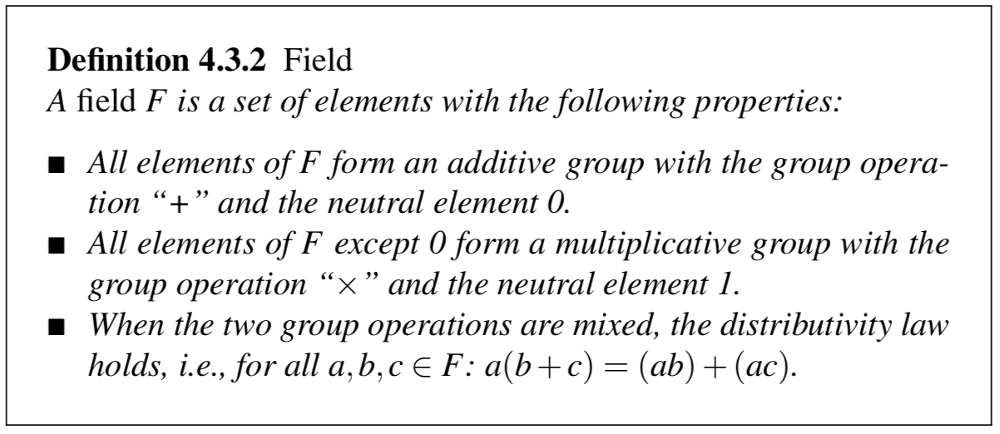 Definition 4.3.2 Field
A field F is a set of elements with the following properties:
■ All elements of F form an additive group with the group opera-
tion “+” and the neutral element 0.
■ All elements of F except 0 form a multiplicative group with the
group operation “×” and the neutral element 1.
■ When the two group operations are mixed, the distributivity law
holds, i.e., for all a,b,c ∈ F: a(b+c) = (ab)+(ac).